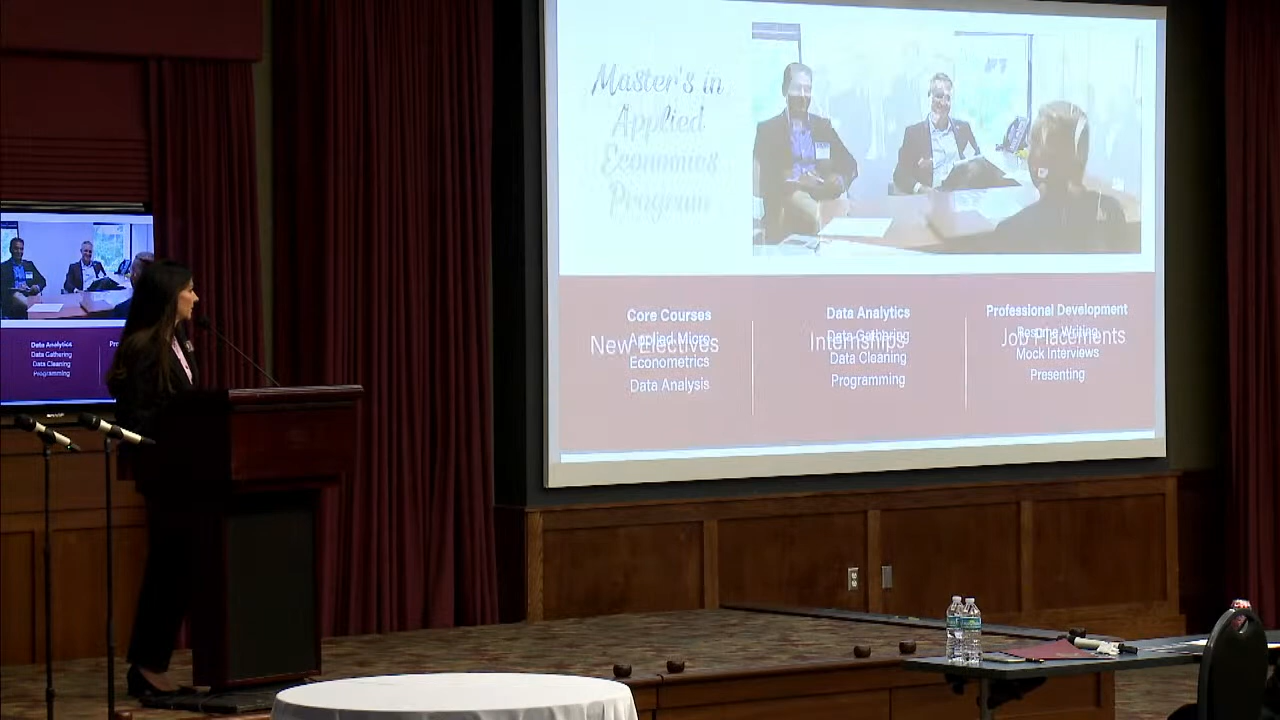 Master's in
Applied
Economics
Program
Core Courses
Applied Micro
Econometrics
Data Analysis
New Electives
Data Analytics
Data Gathering
Data Cleaning
Programming
Internships
Professional Development
Resume Writing
Mock Interviews
Presenting
Job Placements
Data Analytics
Data Gathering
Data Cleaning
Programming
Pr